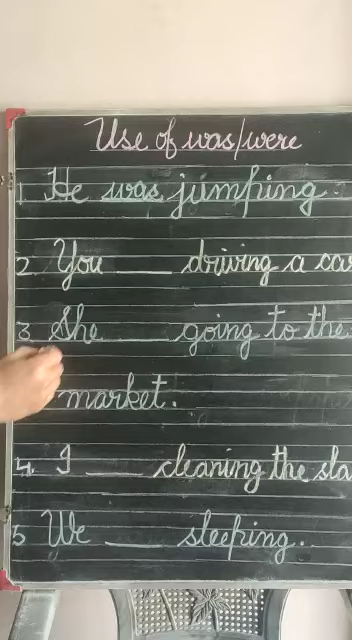 Use of was/were
1. He was jumping.
2. You ___ driving a car
3. She ___ going to the
market.
4. I ___ cleaning the
5. We ___ sleeping.